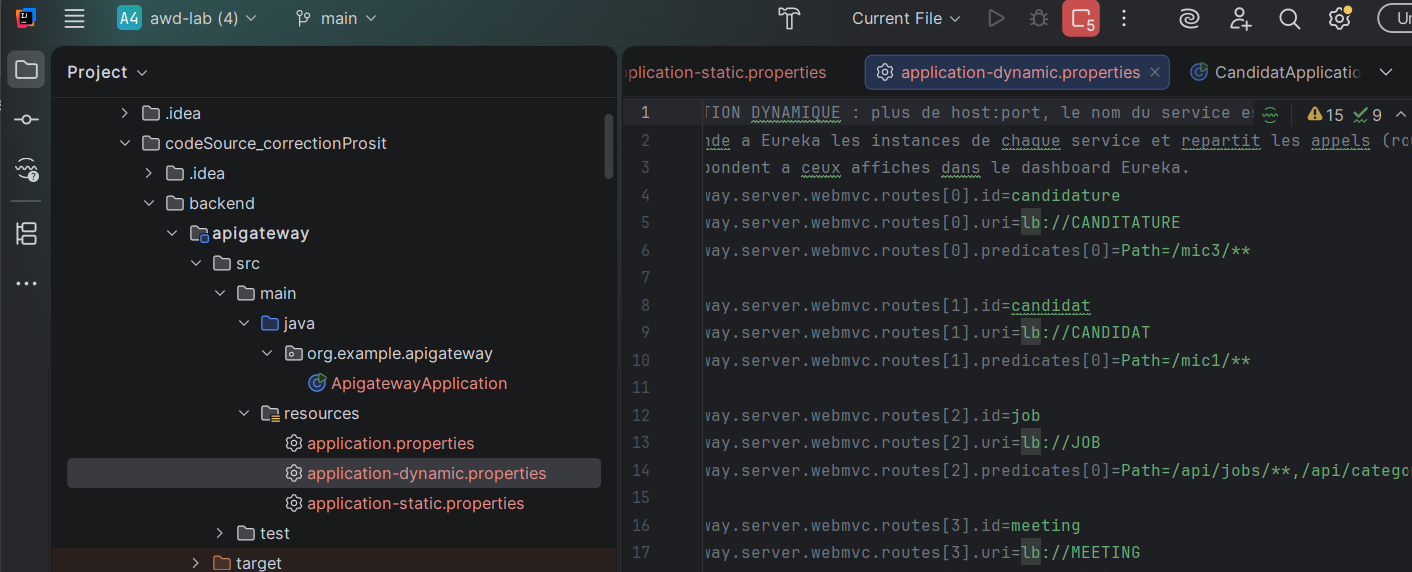 A4 awd-lab (4) main Current File 5 Un
Project
.idea
codeSource_correctionProsit
.idea
backend
apigateway
src
main
java
org.example.apigateway
ApigatewayApplication
resources
application.properties
application-dynamic.properties
application-static.properties
test
target
pplication-static.properties application-dynamic.properties CandidatApplicatio
15 9
1 TION DYNAMIQUE : plus de host:port, le nom du service es
2 nde a Eureka les instances de chaque service et repartit les appels (ro
3 pondent a ceux affiches dans le dashboard Eureka.
4 way.server.webmvc.routes[0].id=candidature
5 way.server.webmvc.routes[0].uri=lb://CANDITATURE
6 way.server.webmvc.routes[0].predicates[0]=Path=/mic3/**
7
8 way.server.webmvc.routes[1].id=candidat
9 way.server.webmvc.routes[1].uri=lb://CANDIDAT
10 way.server.webmvc.routes[1].predicates[0]=Path=/mic1/**
11
12 way.server.webmvc.routes[2].id=job
13 way.server.webmvc.routes[2].uri=lb://JOB
14 way.server.webmvc.routes[2].predicates[0]=Path=/api/jobs/**,/api/catego
15
16 way.server.webmvc.routes[3].id=meeting
17 way.server.webmvc.routes[3].uri=lb://MEETING